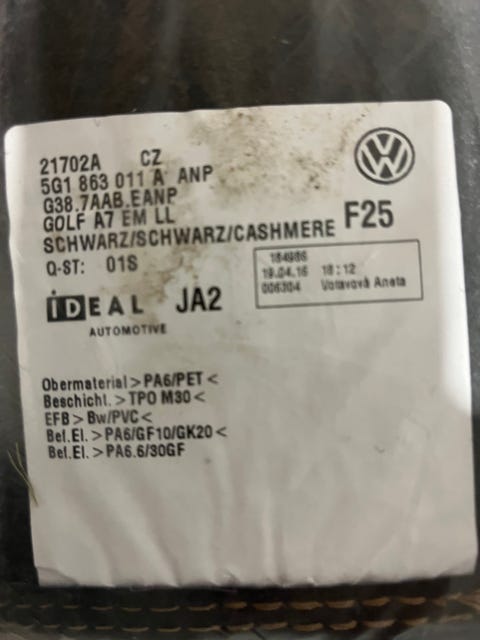 21702A CZ
5G1 863 011 A ANP
G38.7AAB.EANP
GOLF A7 EM LL
SCHWARZ/SCHWARZ/CASHMERE F25
Q-ST: 01S
184986
19.04.16 18:12
006304 Votavová Aneta
IDEAL JA2
AUTOMOTIVE
Obermaterial>PA6/PET<
Beschicht.>TPO M30<
EFB>Bw/PVC<
Bef.El.>PA6/GF10/GK20<
Bef.El.>PA6.6/30GF